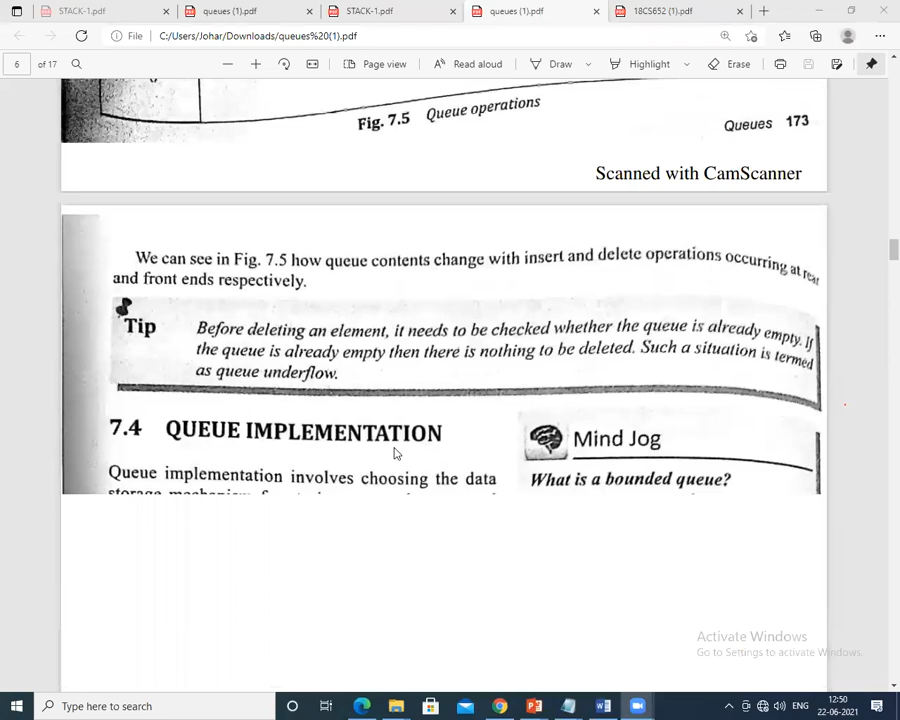 STACK-1.pdf
queues (1).pdf
STACK-1.pdf
queues (1).pdf
18CS652 (1).pdf
File
C:/Users/Johar/Downloads/queues%20(1).pdf
6
of 17
Page view
Read aloud
Draw
Highlight
Erase
Fig. 7.5 Queue operations
Queues 173
Scanned with CamScanner
We can see in Fig. 7.5 how queue contents change with insert and delete operations occurring at rear
and front ends respectively.
Tip
Before deleting an element, it needs to be checked whether the queue is already empty. If
the queue is already empty then there is nothing to be deleted. Such a situation is termed
as queue underflow.
7.4 QUEUE IMPLEMENTATION
Mind Jog
Queue implementation involves choosing the data
What is a bounded queue?
Activate Windows
Go to Settings to activate Windows.
Type here to search
ENG
12:50
22-06-2021